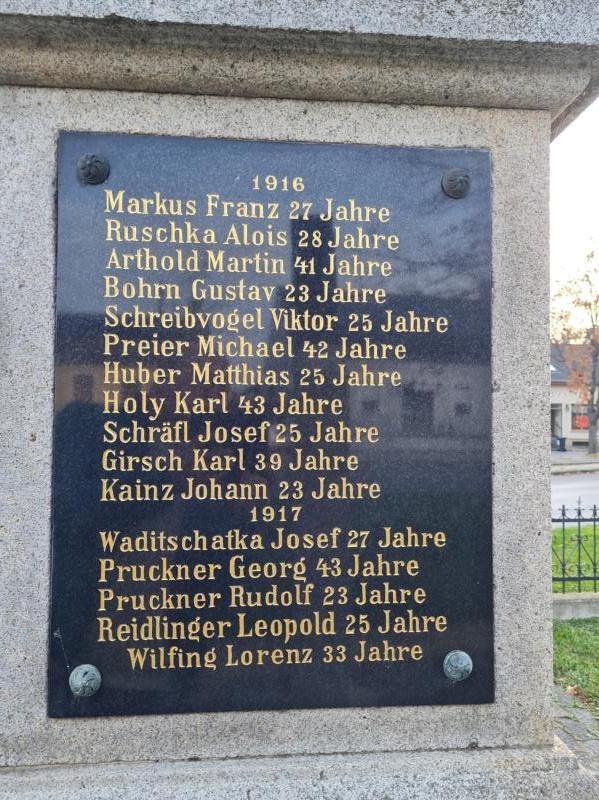 1916
Markus Franz 27 Jahre
Ruschka Alois 28 Jahre
Arthold Martin 41 Jahre
Bohrn Gustav 23 Jahre
Schreibvogel Viktor 25 Jahre
Preier Michael 42 Jahre
Huber Matthias 25 Jahre
Holy Karl 43 Jahre
Schräfl Josef 25 Jahre
Girsch Karl 39 Jahre
Kainz Johann 23 Jahre
1917
Waditschatka Josef 27 Jahre
Pruckner Georg 43 Jahre
Pruckner Rudolf 23 Jahre
Reidlinger Leopold 25 Jahre
Wilfing Lorenz 33 Jahre